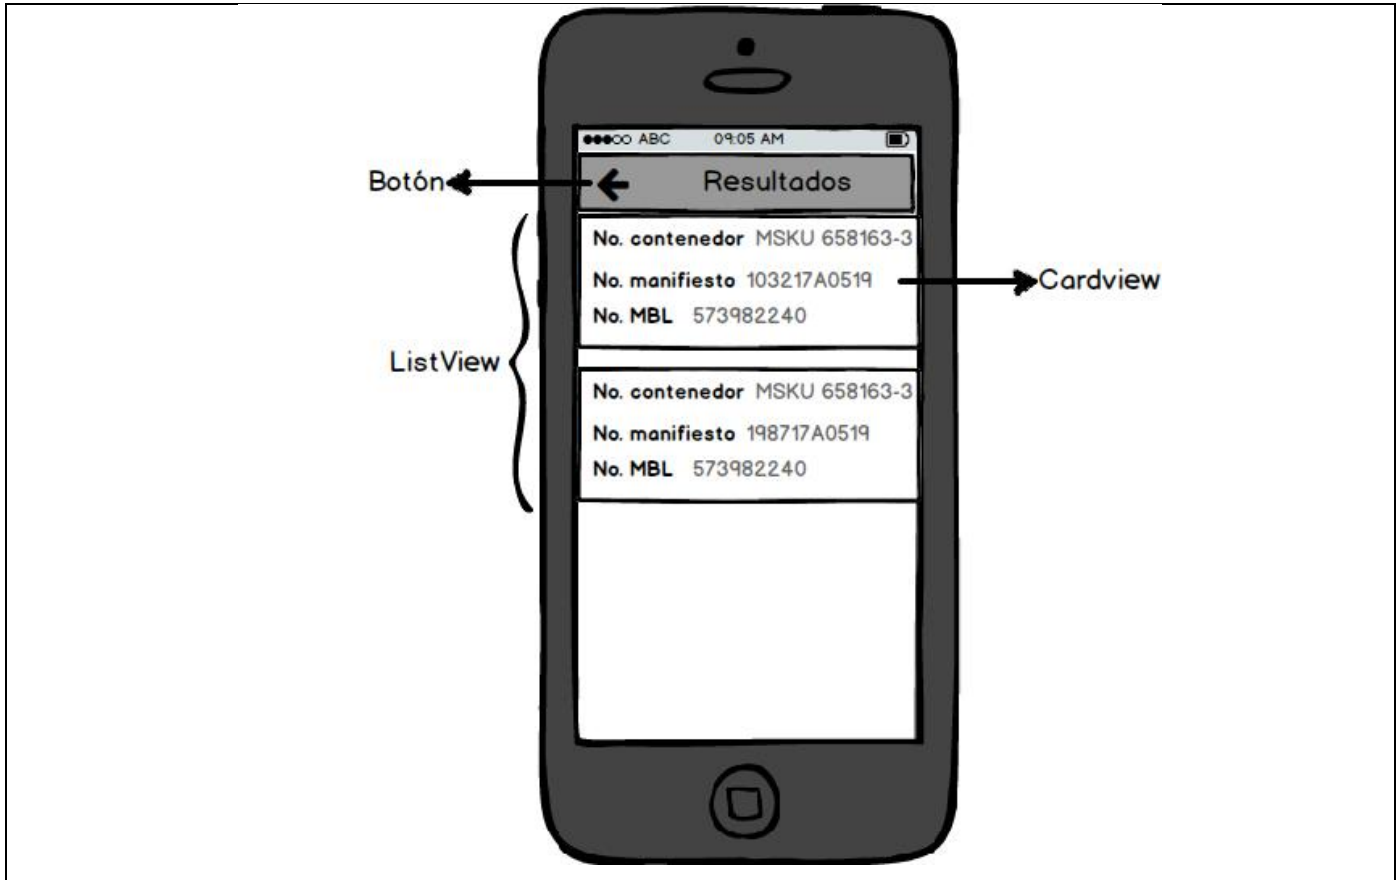 ABC 09:05 AM
Botón
Resultados
No. contenedor MSKU 658163-3
No. manifiesto 103217A0519
Cardview
No. MBL 573982240
ListView
No. contenedor MSKU 658163-3
No. manifiesto 198717A0519
No. MBL 573982240